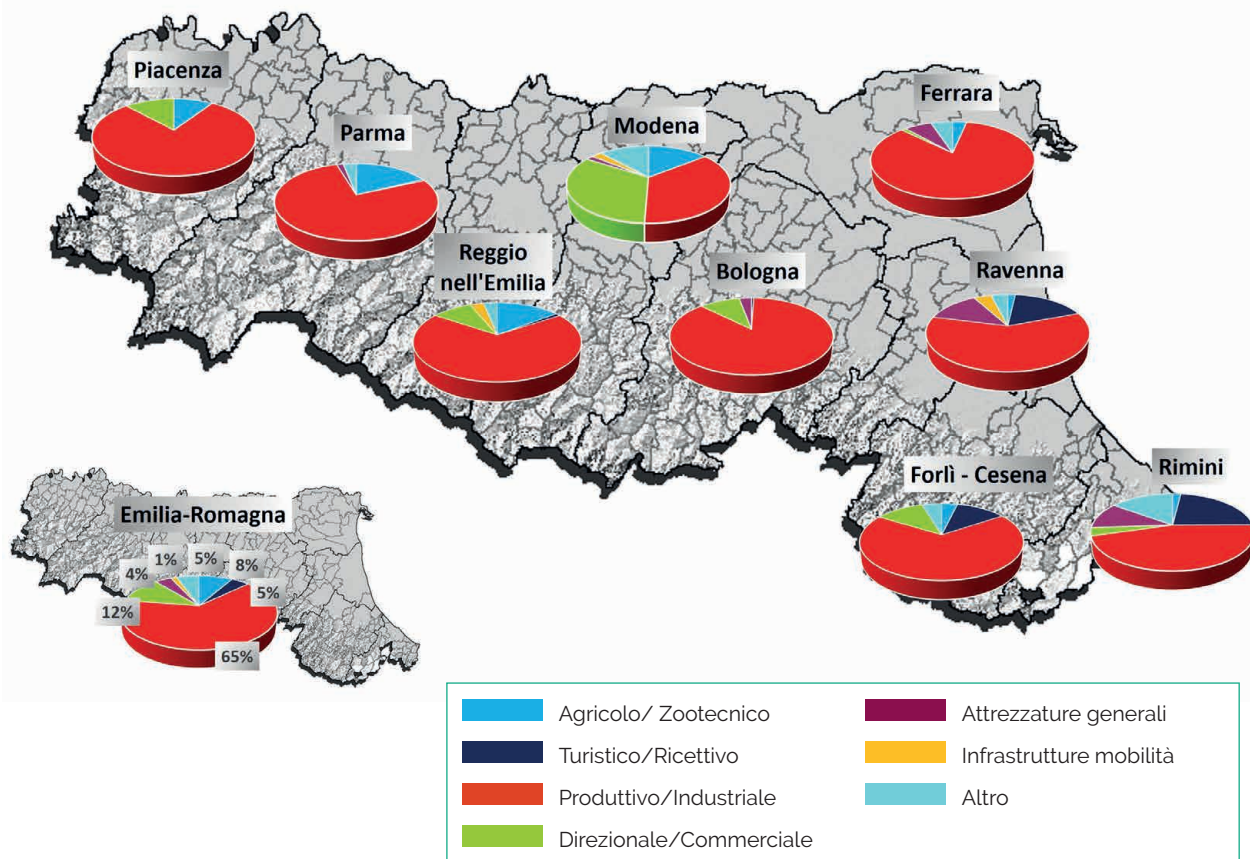 Piacenza
Parma
Modena
Ferrara
Reggio
nell'Emilia
Bologna
Ravenna
Forlì - Cesena
Rimini
Emilia-Romagna
1%
5%
8%
4%
5%
12%
65%
Agricolo/ Zootecnico
Turistico/Ricettivo
Produttivo/Industriale
Direzionale/Commerciale
Attrezzature generali
Infrastrutture mobilità
Altro